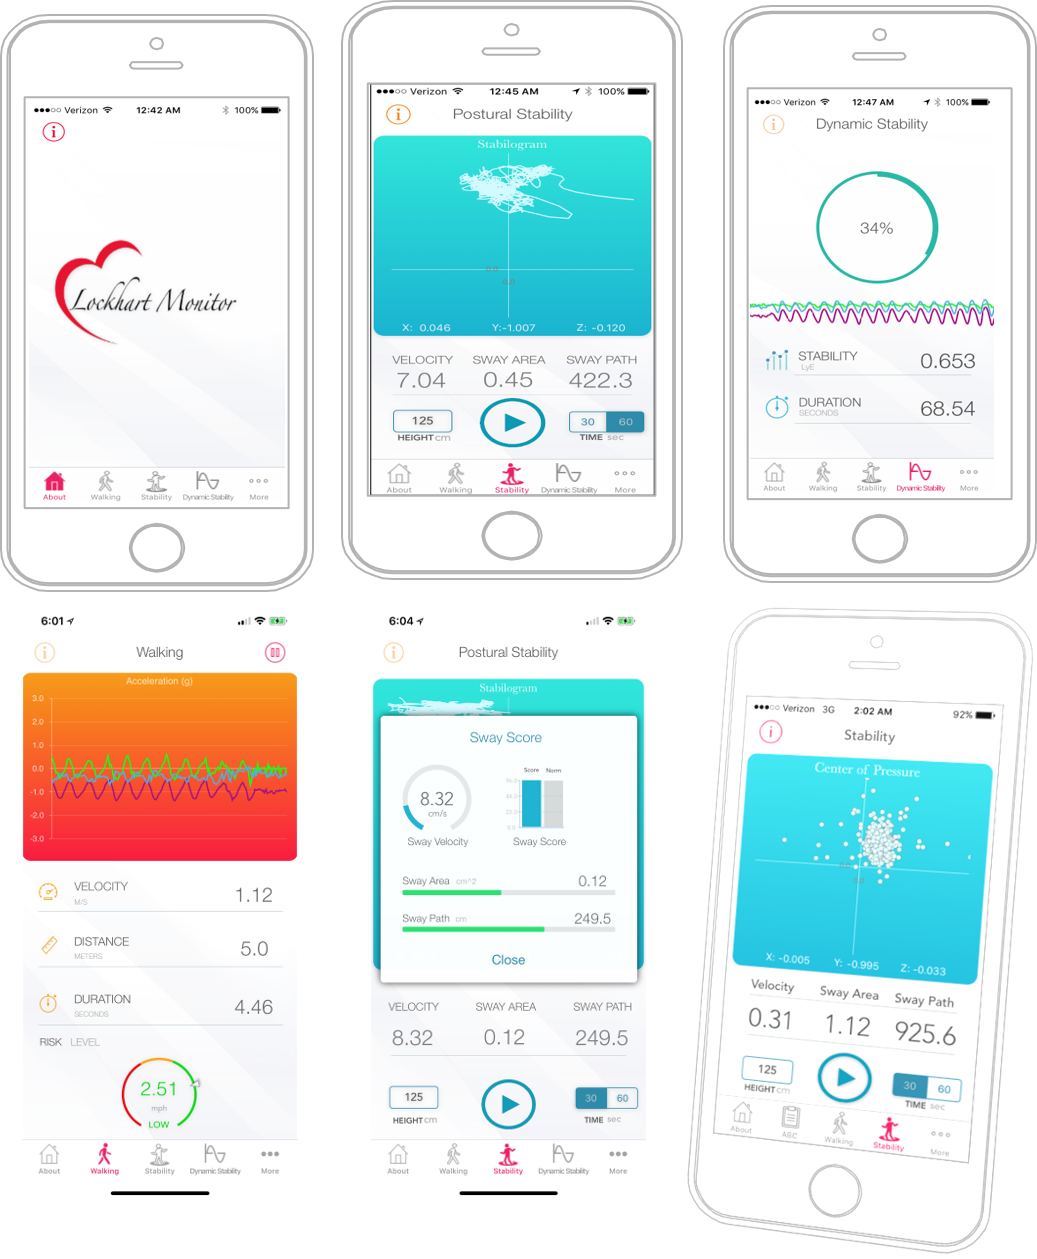 Verizon 12:42 AM 100%
i
Lockhart Monitor
About Walking Stability Dynamic Stability More
Verizon 12:45 AM 100%
i Postural Stability
Stabilogram
0.0
0.0
X: 0.046 Y:-1.007 Z: -0.120
VELOCITY SWAY AREA SWAY PATH
7.04 0.45 422.3
125 30 60
HEIGHT cm TIME sec
About Walking Stability Dynamic Stability More
Verizon 12:47 AM 100%
i Dynamic Stability
34%
STABILITY 0.653
LyE
DURATION 68.54
SECONDS
About Walking Stability Dynamic Stability More
6:01
i Walking
Acceleration (g)
3.0
2.0
1.0
0.0
-1.0
-2.0
-3.0
VELOCITY 1.12
M/S
DISTANCE 5.0
METERS
DURATION 4.46
SECONDS
RISK LEVEL
2.51
mph
LOW
About Walking Stability Dynamic Stability More
6:04
i Postural Stability
Stabilogram
Sway Score
Score Norm
8.32
cm/s
0.0
Sway Velocity Sway Score
Sway Area cm^2 0.12
Sway Path cm 249.5
Close
VELOCITY SWAY AREA SWAY PATH
8.32 0.12 249.5
125 30 60
HEIGHT cm TIME sec
About Walking Stability Dynamic Stability More
Verizon 3G 2:02 AM 92%
i Stability
Center of Pressure
0.0
X: -0.005 Y: -0.995 Z: -0.033
Velocity Sway Area Sway Path
0.31 1.12 925.6
125 30 60
HEIGHT cm TIME sec
About ABC Walking Stability More